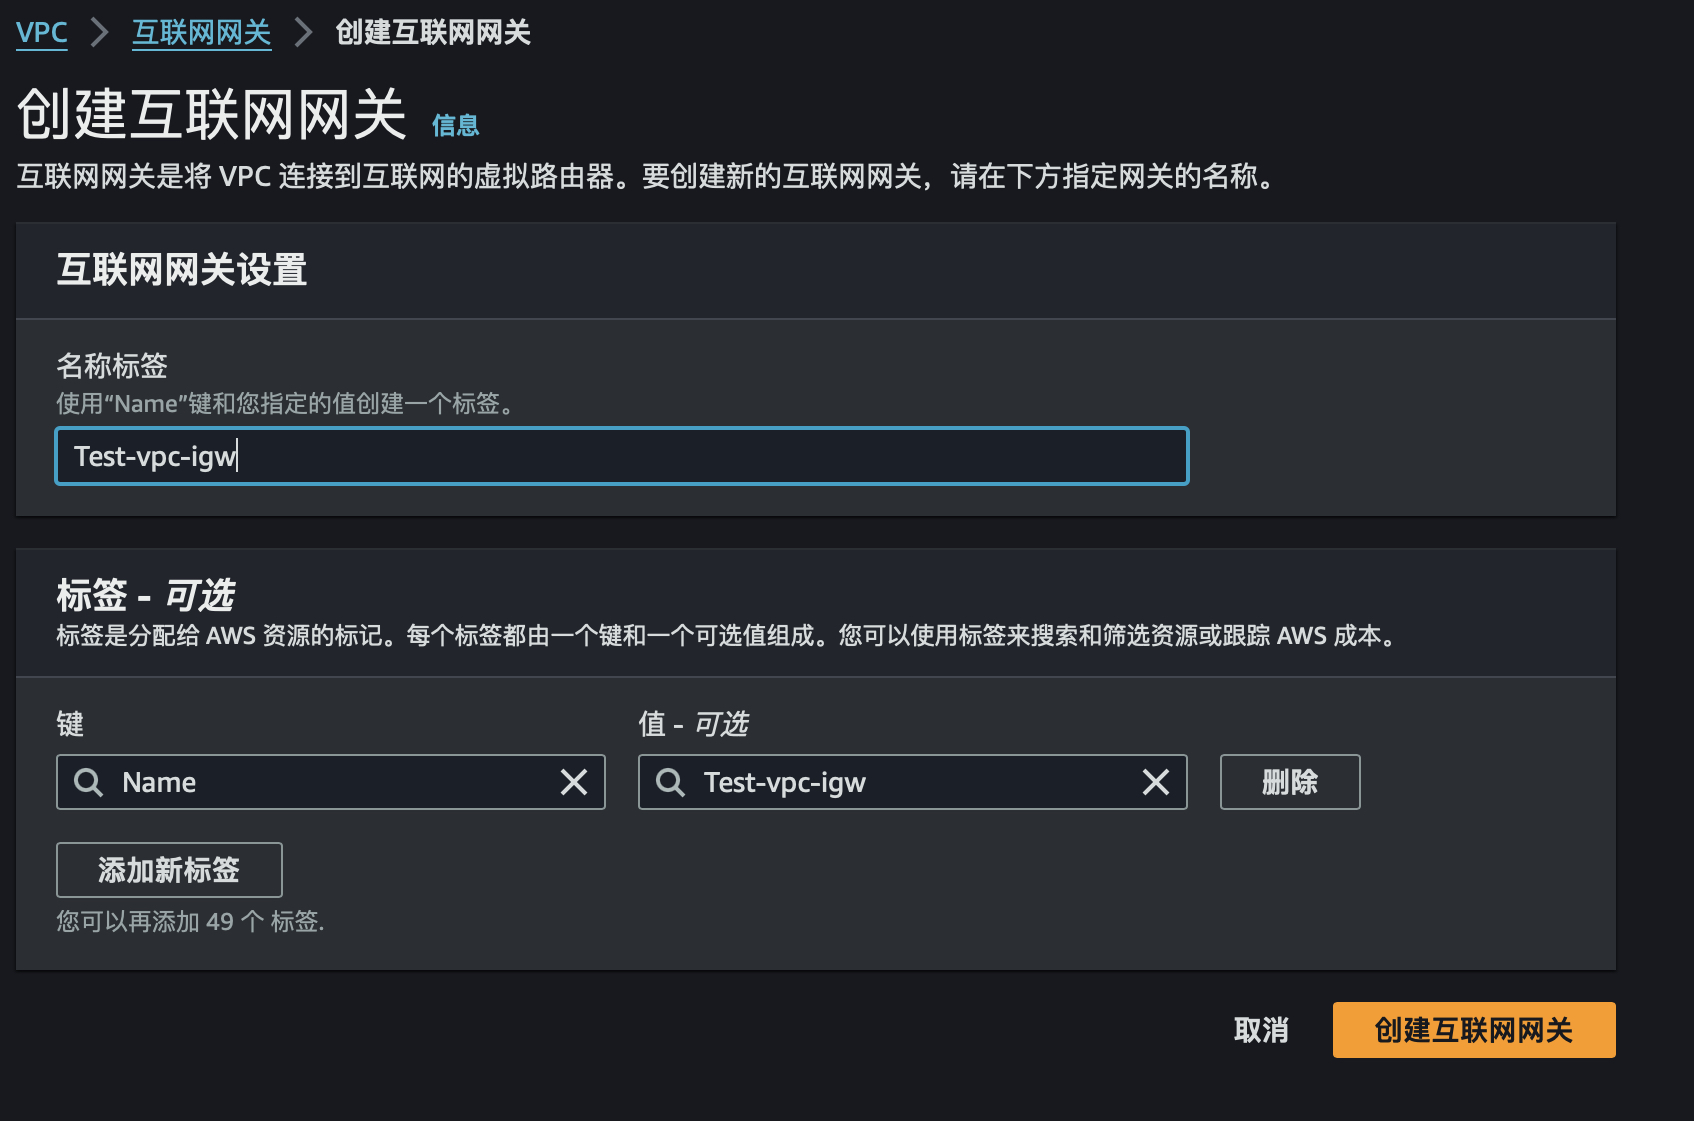 VPC > 互联网网关 > 创建互联网网关
创建互联网网关 信息
互联网网关是将 VPC 连接到互联网的虚拟路由器。要创建新的互联网网关，请在下方指定网关的名称。
互联网网关设置
名称标签
使用“Name”键和您指定的值创建一个标签。
Test-vpc-igw
标签 - 可选
标签是分配给 AWS 资源的标记。每个标签都由一个键和一个可选值组成。您可以使用标签来搜索和筛选资源或跟踪 AWS 成本。
键 值 - 可选
Name Test-vpc-igw 删除
添加新标签
您可以再添加 49 个 标签.
取消 创建互联网网关